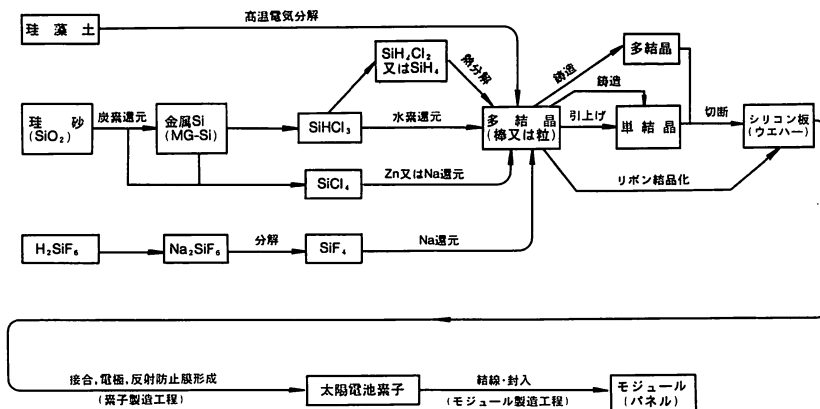 高温電気分解
珪藻土
SiH₄Cl₂
又はSiH₄
熱分解
鋳造
多結晶
鋳造
珪砂
(SiO₂)
炭素還元
金属Si
(MG-Si)
SiHCl₃
水素還元
多結晶
(棒又は粒)
引上げ
単結晶
切断
シリコン板
(ウエハー)
SiCl₄
Zn又はNa還元
リボン結晶化
H₂SiF₆
Na₂SiF₆
分解
SiF₄
Na還元
接合,電極,反射防止膜形成
(素子製造工程)
太陽電池素子
結線・封入
(モジュール製造工程)
モジュール
(パネル)